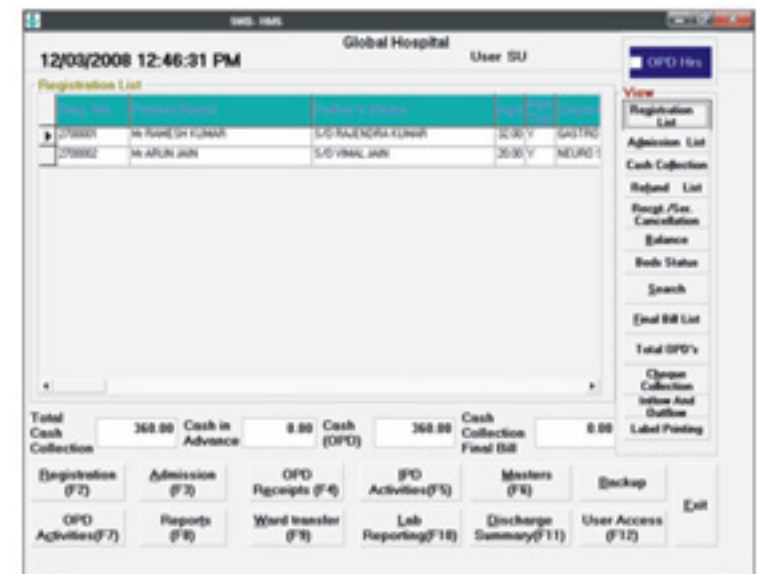 SWB- HMS
Global Hospital
12/03/2008 12:46:31 PM
User SU
OPD Hrs
Registration List
View
Reg. No.
2700001 Mr RAMESH KUMAR S/O RAJENDRA KUMAR 32.00 Y GASTRO
2700002 Mr ARUN JAIN S/O VIMAL JAIN 20.00 Y NEURO S
Registration
List
Admission List
Cash Collection
Refund List
Recpt./Ser.
Cancellation
Balance
Beds Status
Search
Final Bill List
Total OPD's
Cheque
Collection
Inflow And
Outflow
Label Printing
Total
Cash
Collection
360.00
Cash in
Advance
0.00
Cash
(OPD)
360.00
Cash
Collection
Final Bill
0.00
Registration
(F2)
Admission
(F3)
OPD
Receipts (F4)
IPD
Activities(F5)
Masters
(F6)
Backup
Exit
OPD
Activities(F7)
Reports
(F8)
Ward transfer
(F9)
Lab
Reporting(F10)
Discharge
Summary(F11)
User Access
(F12)